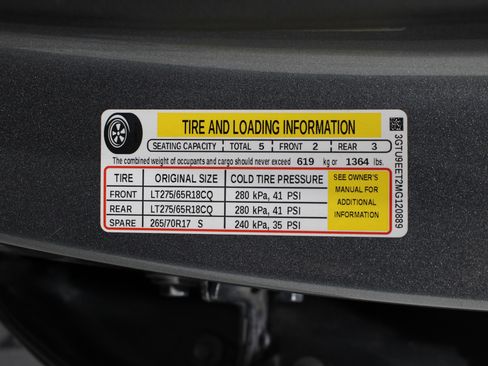 TIRE AND LOADING INFORMATION
SEATING CAPACITY TOTAL 5 FRONT 2 REAR 3
The combined weight of occupants and cargo should never exceed 619 kg or 1364 lbs.
TIRE ORIGINAL SIZE COLD TIRE PRESSURE
FRONT LT275/65R18CQ 280 kPa, 41 PSI
REAR LT275/65R18CQ 280 kPa, 41 PSI
SPARE 265/70R17 S 240 kPa, 35 PSI
SEE OWNER'S
MANUAL FOR
ADDITIONAL
INFORMATION
3GTU9EET2MG120889